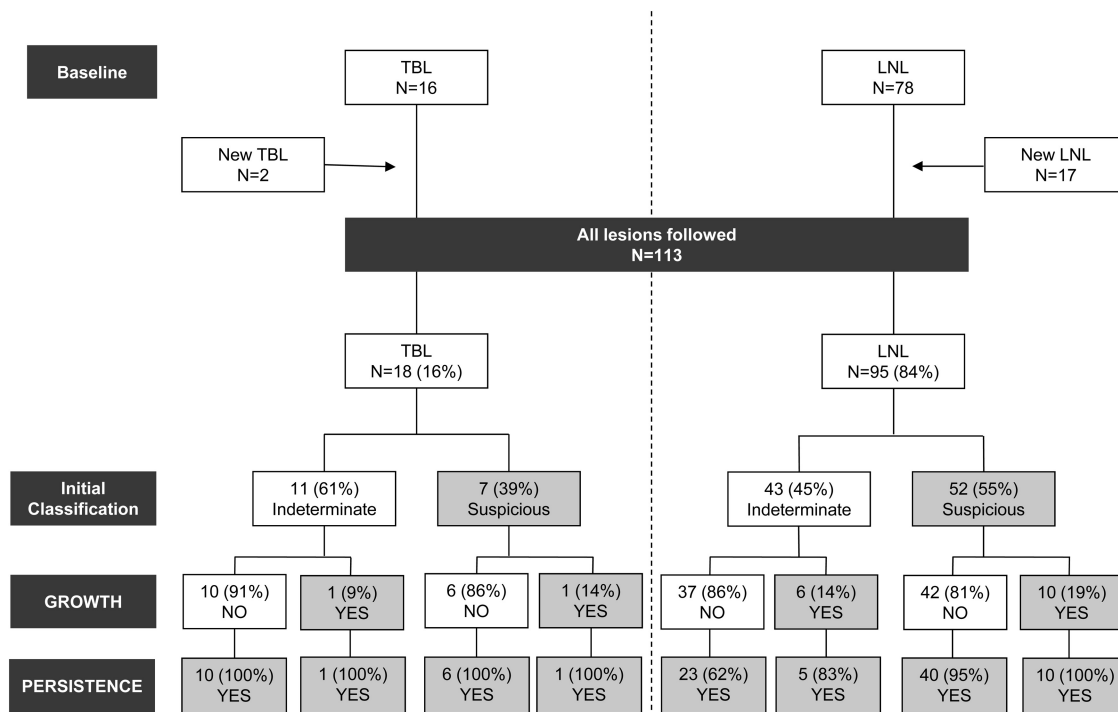 Baseline
TBL
N=16
LNL
N=78
New TBL
N=2
New LNL
N=17
All lesions followed
N=113
TBL
N=18 (16%)
LNL
N=95 (84%)
Initial
Classification
11 (61%)
Indeterminate
7 (39%)
Suspicious
43 (45%)
Indeterminate
52 (55%)
Suspicious
GROWTH
10 (91%)
NO
1 (9%)
YES
6 (86%)
NO
1 (14%)
YES
37 (86%)
NO
6 (14%)
YES
42 (81%)
NO
10 (19%)
YES
PERSISTENCE
10 (100%)
YES
1 (100%)
YES
6 (100%)
YES
1 (100%)
YES
23 (62%)
YES
5 (83%)
YES
40 (95%)
YES
10 (100%)
YES